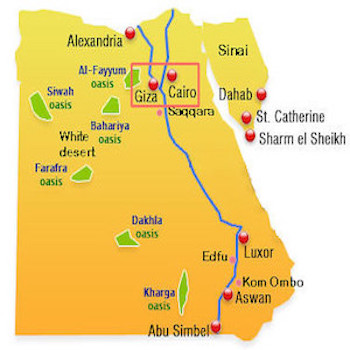 Alexandria
Sinai
Al-Fayyum
oasis
Siwah
oasis
Giza
Cairo
Dahab
Bahariya
oasis
Saqqara
St. Catherine
White
desert
Sharm el Sheikh
Farafra
oasis
Dakhla
oasis
Luxor
Edfu
Kom Ombo
Kharga
oasis
Aswan
Abu Simbel